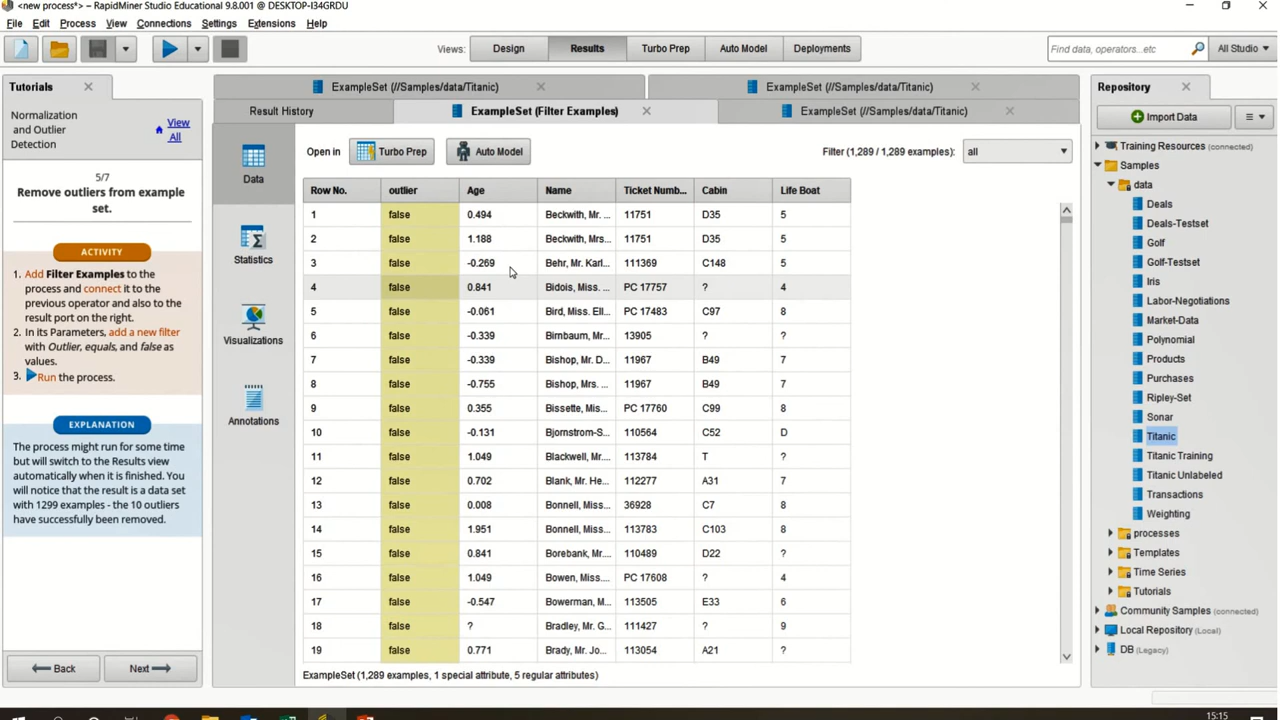 <new process*> – RapidMiner Studio Educational 9.8.001 @ DESKTOP-I34GRDU
File Edit Process View Connections Settings Extensions Help
Views: Design Results Turbo Prep Auto Model Deployments Find data, operators...etc All Studio
Tutorials
Normalization and Outlier Detection
View All
5/7
Remove outliers from example set.
ACTIVITY
1. Add Filter Examples to the
process and connect it to the
previous operator and also to the
result port on the right.
2. In its Parameters, add a new filter
with Outlier, equals, and false as
values.
3. Run the process.
EXPLANATION
The process might run for some time
but will switch to the Results view
automatically when it is finished. You
will notice that the result is a data set
with 1299 examples - the 10 outliers
have successfully been removed.
Back Next
ExampleSet (//Samples/data/Titanic) ExampleSet (//Samples/data/Titanic)
Result History ExampleSet (Filter Examples) ExampleSet (//Samples/data/Titanic)
Data
Statistics
Visualizations
Annotations
Open in Turbo Prep Auto Model Filter (1,289 / 1,289 examples): all
Row No. outlier Age Name Ticket Numb... Cabin Life Boat
1 false 0.494 Beckwith, Mr. ... 11751 D35 5
2 false 1.188 Beckwith, Mrs... 11751 D35 5
3 false -0.269 Behr, Mr. Karl... 111369 C148 5
4 false 0.841 Bidois, Miss. ... PC 17757 ? 4
5 false -0.061 Bird, Miss. Ell... PC 17483 C97 8
6 false -0.339 Birnbaum, Mr.... 13905 ? ?
7 false -0.339 Bishop, Mr. D... 11967 B49 7
8 false -0.755 Bishop, Mrs. ... 11967 B49 7
9 false 0.355 Bissette, Mis... PC 17760 C99 8
10 false -0.131 Bjornstrom-S... 110564 C52 D
11 false 1.049 Blackwell, Mr.... 113784 T ?
12 false 0.702 Blank, Mr. He... 112277 A31 7
13 false 0.008 Bonnell, Miss... 36928 C7 8
14 false 1.951 Bonnell, Miss... 113783 C103 8
15 false 0.841 Borebank, Mr.... 110489 D22 ?
16 false 1.049 Bowen, Miss.... PC 17608 ? 4
17 false -0.547 Bowerman, M... 113505 E33 6
18 false ? Bradley, Mr. G... 111427 ? 9
19 false 0.771 Brady, Mr. Jo... 113054 A21 ?
ExampleSet (1,289 examples, 1 special attribute, 5 regular attributes)
Repository
Import Data
Training Resources (connected)
Samples
data
Deals
Deals-Testset
Golf
Golf-Testset
Iris
Labor-Negotiations
Market-Data
Polynomial
Products
Purchases
Ripley-Set
Sonar
Titanic
Titanic Training
Titanic Unlabeled
Transactions
Weighting
processes
Templates
Time Series
Tutorials
Community Samples (connected)
Local Repository (Local)
DB (Legacy)
15:15